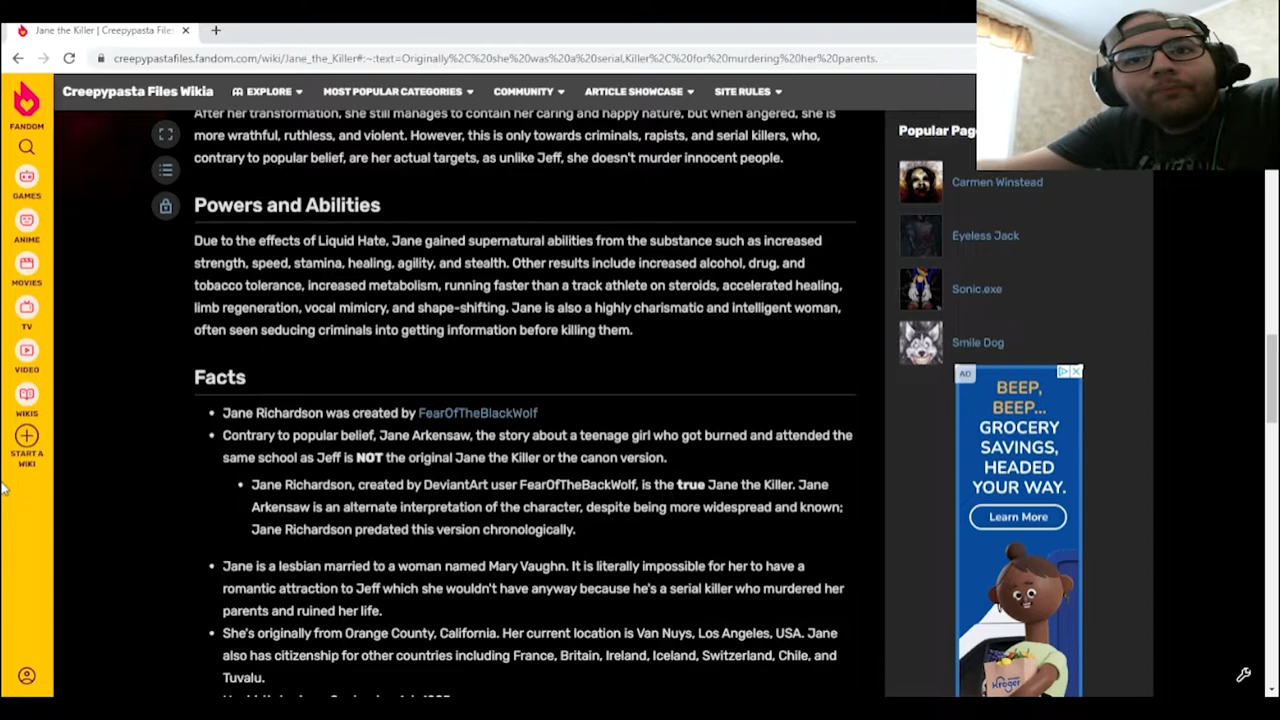 Jane the Killer | Creepypasta File
creepypastafiles.fandom.com/wiki/Jane_the_Killer#:~:text=Originally%2C%20she%20was%20a%20serial,Killer%2C%20for%20murdering%20her%20parents.
FANDOM
GAMES
ANIME
MOVIES
TV
VIDEO
WIKIS
START A
WIKI
Creepypasta Files Wikia
EXPLORE
MOST POPULAR CATEGORIES
COMMUNITY
ARTICLE SHOWCASE
SITE RULES
After her transformation, she still manages to contain her caring and happy nature, but when angered, she is
more wrathful, ruthless, and violent. However, this is only towards criminals, rapists, and serial killers, who,
contrary to popular belief, are her actual targets, as unlike Jeff, she doesn't murder innocent people.
Powers and Abilities
Due to the effects of Liquid Hate, Jane gained supernatural abilities from the substance such as increased
strength, speed, stamina, healing, agility, and stealth. Other results include increased alcohol, drug, and
tobacco tolerance, increased metabolism, running faster than a track athlete on steroids, accelerated healing,
limb regeneration, vocal mimicry, and shape-shifting. Jane is also a highly charismatic and intelligent woman,
often seen seducing criminals into getting information before killing them.
Facts
• Jane Richardson was created by FearOfTheBlackWolf
• Contrary to popular belief, Jane Arkensaw, the story about a teenage girl who got burned and attended the
same school as Jeff is NOT the original Jane the Killer or the canon version.
• Jane Richardson, created by DeviantArt user FearOfTheBlackWolf, is the true Jane the Killer. Jane
Arkensaw is an alternate interpretation of the character, despite being more widespread and known;
Jane Richardson predated this version chronologically.
• Jane is a lesbian married to a woman named Mary Vaughn. It is literally impossible for her to have a
romantic attraction to Jeff which she wouldn't have anyway because he's a serial killer who murdered her
parents and ruined her life.
• She's originally from Orange County, California. Her current location is Van Nuys, Los Angeles, USA. Jane
also has citizenship for other countries including France, Britain, Ireland, Iceland, Switzerland, Chile, and
Tuvalu.
Popular Pag
Carmen Winstead
Eyeless Jack
Sonic.exe
Smile Dog
AD
BEEP,
BEEP...
GROCERY
SAVINGS,
HEADED
YOUR WAY.
Learn More
Kroger